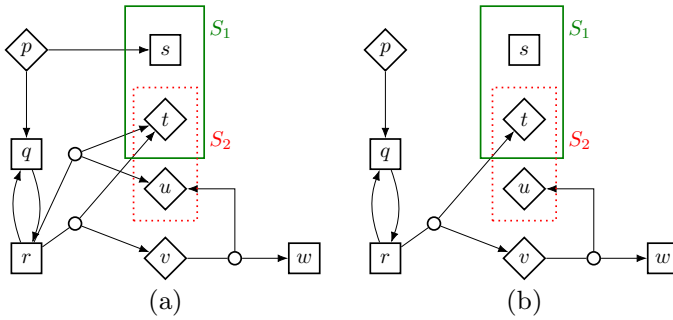 p s S₁ p s S₁
t t
q S₂ q S₂
u u
r v w r v w
(a) (b)